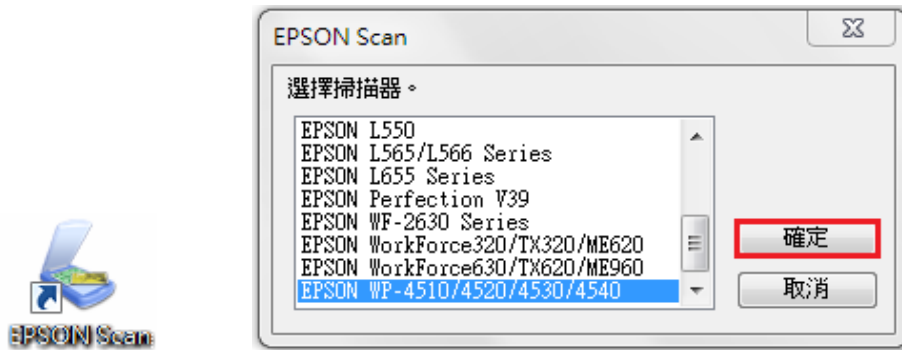 EPSON Scan
EPSON Scan
選擇掃描器。
EPSON L550
EPSON L565/L566 Series
EPSON L655 Series
EPSON Perfection V39
EPSON WF-2630 Series
EPSON WorkForce320/TX320/ME620
EPSON WorkForce630/TX620/ME960
EPSON WP-4510/4520/4530/4540
確定
取消